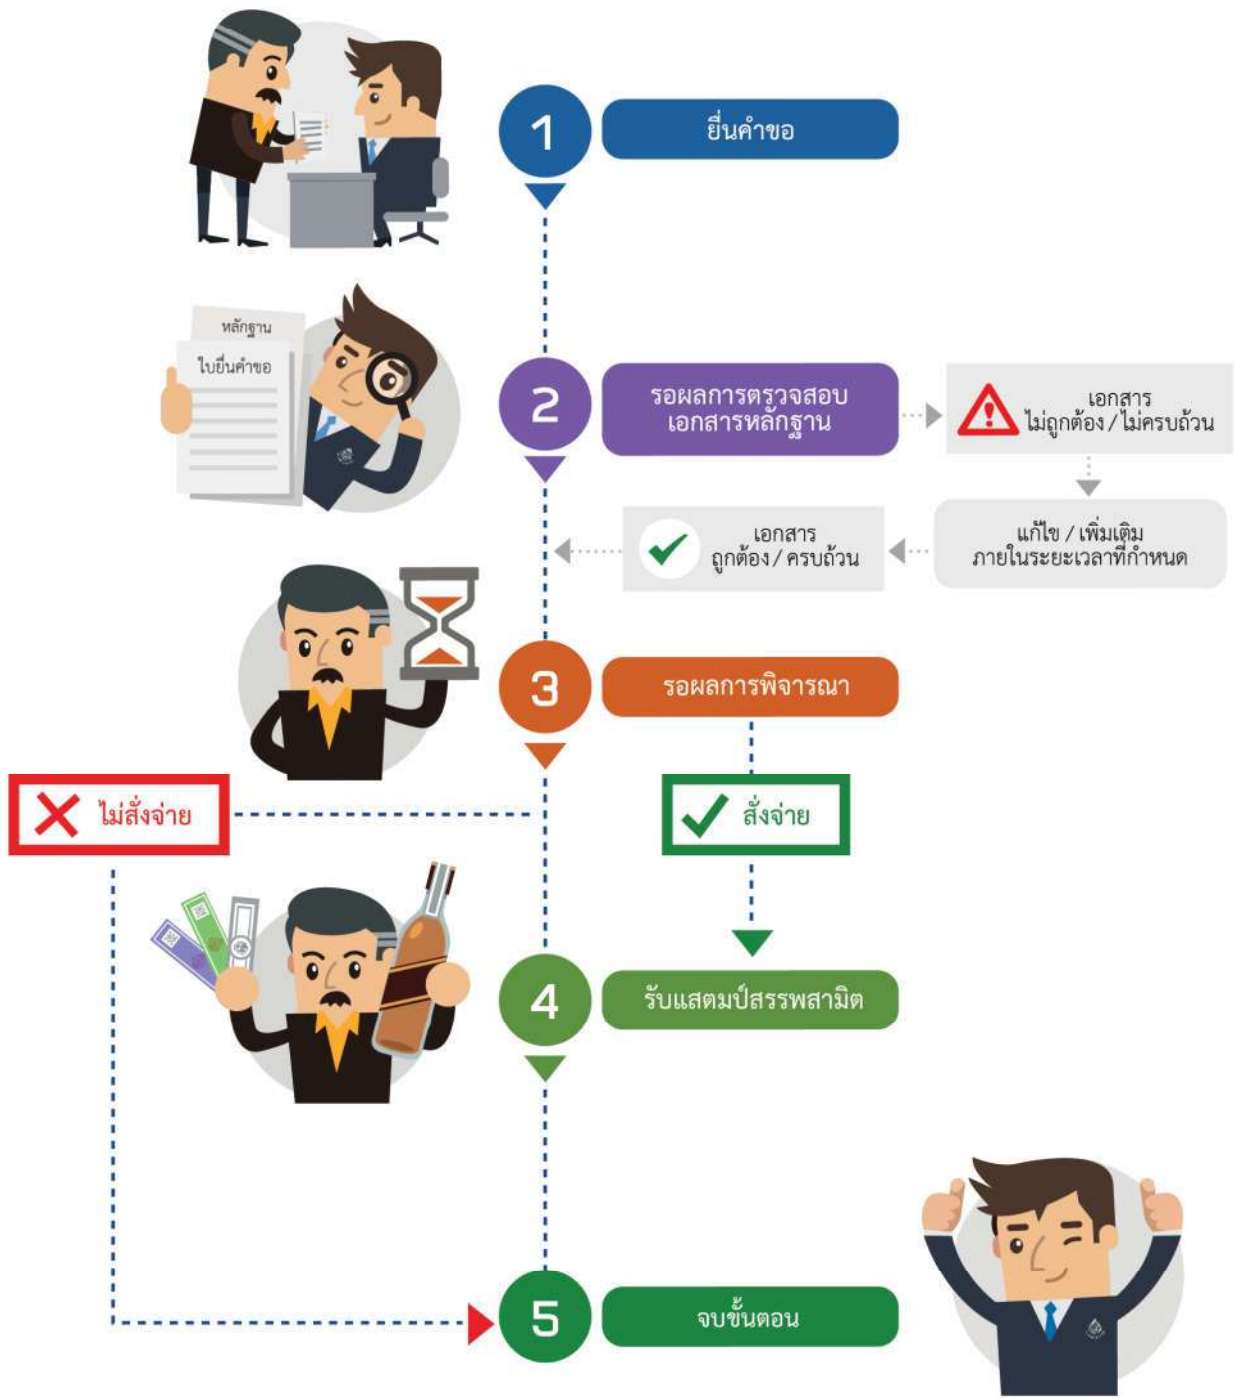 1
ยื่นคำขอ
หลักฐาน
ใบยื่นคำขอ
2
รอผลการตรวจสอบ
เอกสารหลักฐาน
เอกสาร
ไม่ถูกต้อง / ไม่ครบถ้วน
แก้ไข / เพิ่มเติม
ภายในระยะเวลาที่กำหนด
เอกสาร
ถูกต้อง / ครบถ้วน
3
รอผลการพิจารณา
ไม่สั่งจ่าย
สั่งจ่าย
4
รับแสตมป์สรรพสามิต
5
จบขั้นตอน